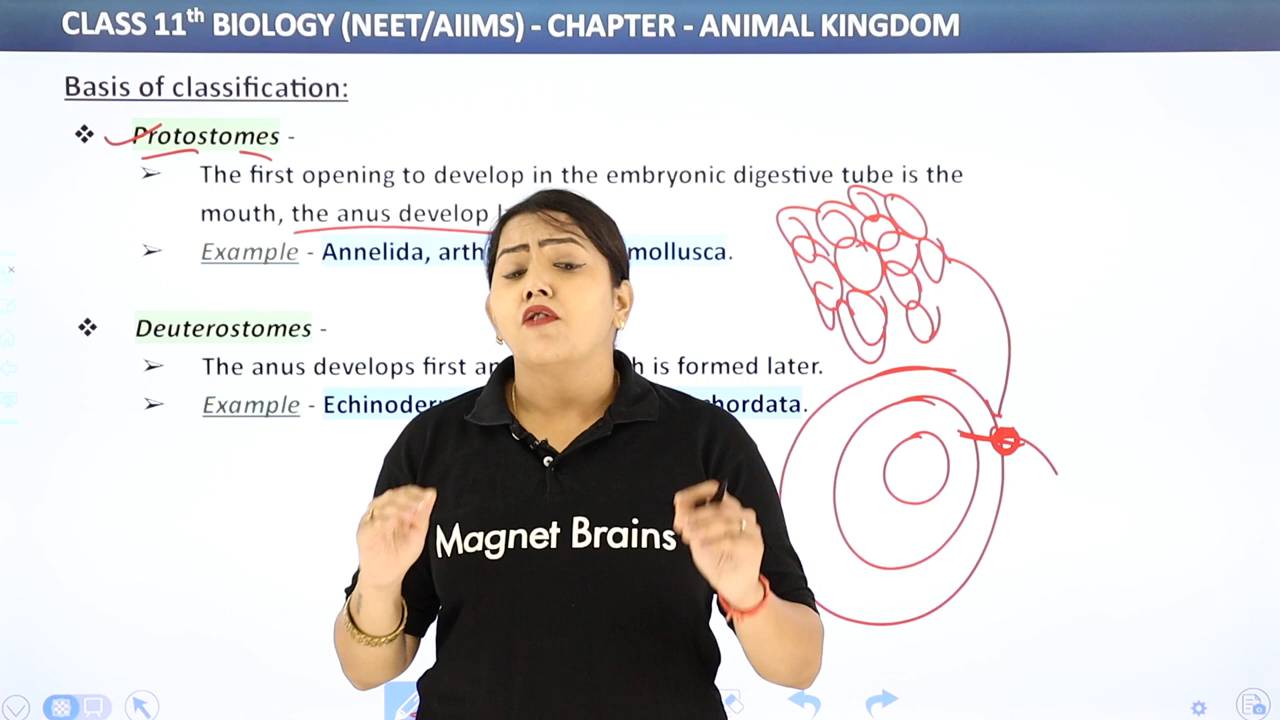 CLASS 11th BIOLOGY (NEET/AIIMS) - CHAPTER - ANIMAL KINGDOM
Basis of classification:
Protostomes -
The first opening to develop in the embryonic digestive tube is the
mouth, the anus develop
Example - Annelida, arth mollusca.
Deuterostomes -
The anus develops first an h is formed later.
Example - Echinoder hordata.
Magnet Brains